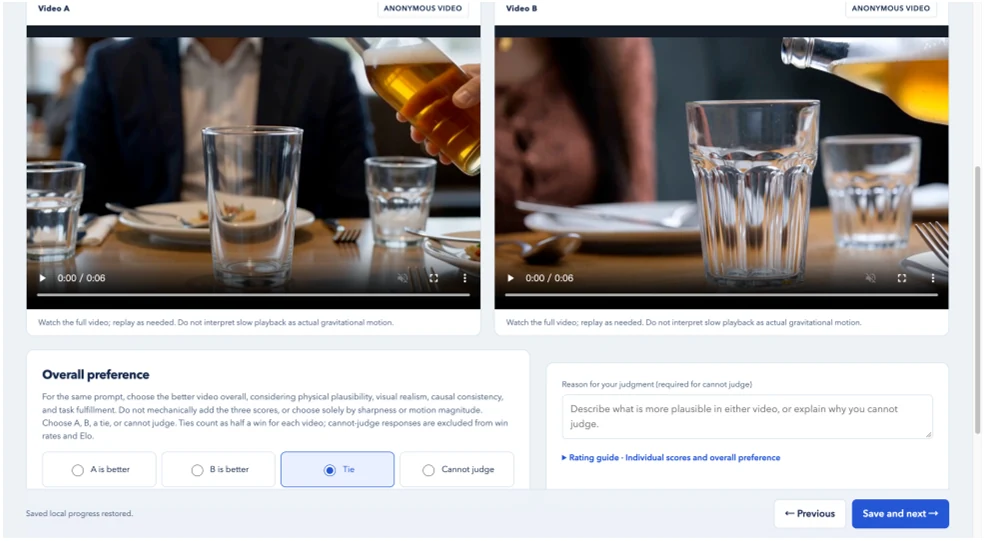 Video A
ANONYMOUS VIDEO
Video B
ANONYMOUS VIDEO
0:00 / 0:06
0:00 / 0:06
Watch the full video; replay as needed. Do not interpret slow playback as actual gravitational motion.
Watch the full video; replay as needed. Do not interpret slow playback as actual gravitational motion.
Overall preference
For the same prompt, choose the better video overall, considering physical plausibility, visual realism, causal consistency,
and task fulfillment. Do not mechanically add the three scores, or choose solely by sharpness or motion magnitude.
Choose A, B, a tie, or cannot judge. Ties count as half a win for each video; cannot-judge responses are excluded from win
rates and Elo.
A is better
B is better
Tie
Cannot judge
Reason for your judgment (required for cannot judge)
Describe what is more plausible in either video, or explain why you cannot
judge.
▸ Rating guide - Individual scores and overall preference
Saved local progress restored.
← Previous
Save and next →